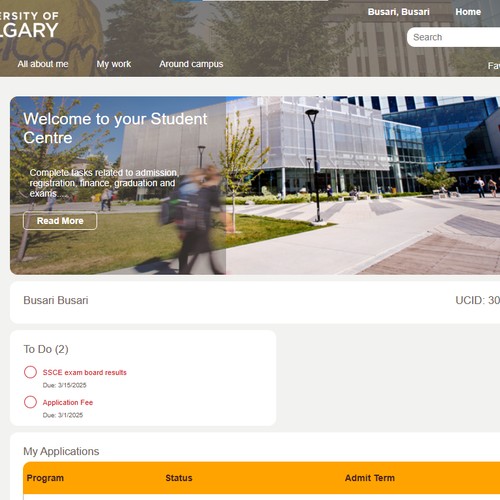 ERSITY OF
LGARY
Busari, Busari Home
Search
All about me My work Around campus
Fav
Welcome to your Student
Centre
Complete tasks related to admission,
registration, finance, graduation and
exams....
Read More
Busari Busari UCID: 30
To Do (2)
SSCE exam board results
Due: 3/15/2025
Application Fee
Due: 3/1/2025
My Applications
Program Status Admit Term